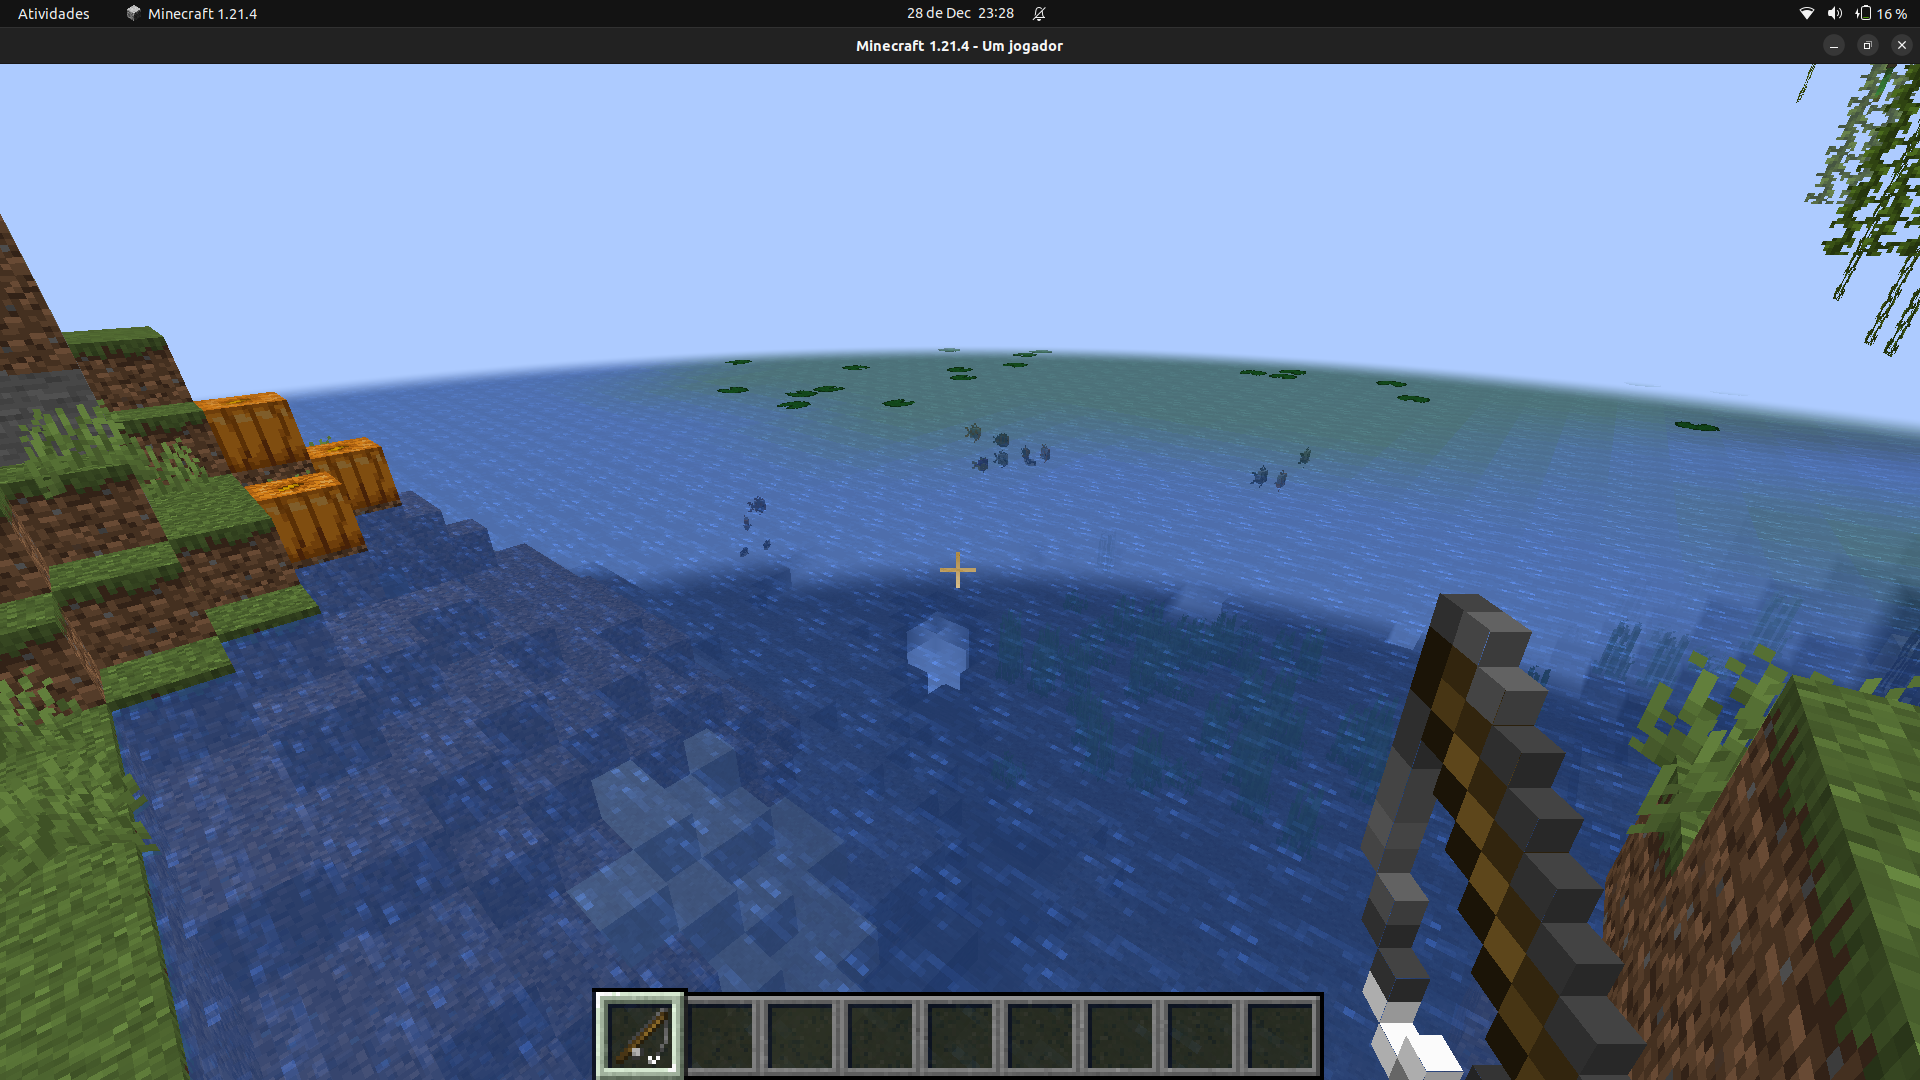 Atividades Minecraft 1.21.4 28 de Dec 23:28 16 %
Minecraft 1.21.4 - Um jogador